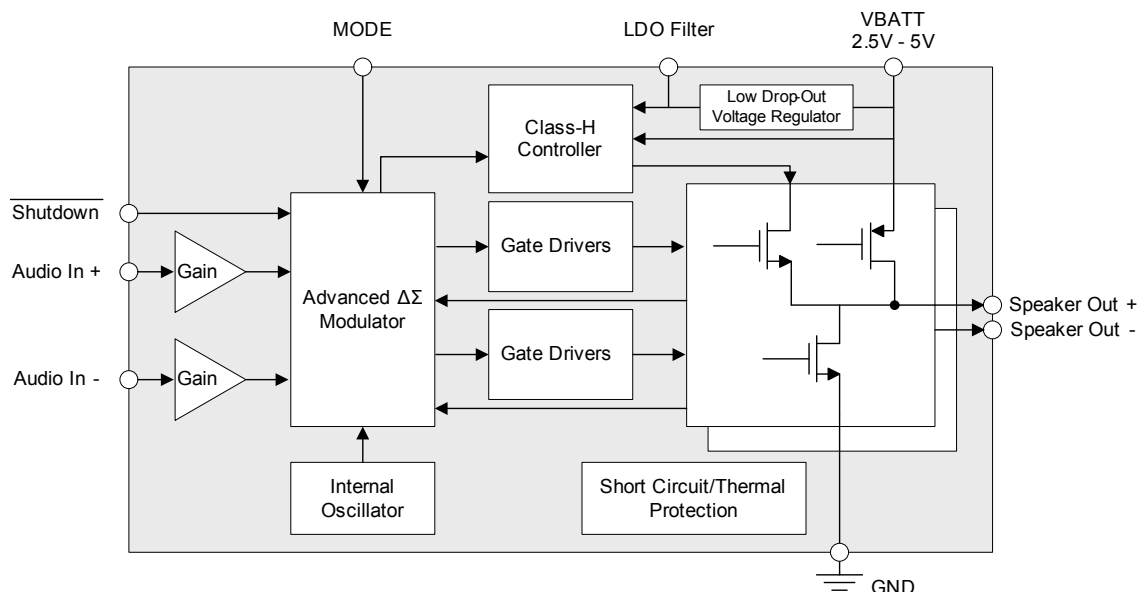 MODE
LDO Filter
VBATT
2.5V - 5V
Low Drop-Out
Voltage Regulator
Class-H
Controller
Shutdown
Gate Drivers
Audio In +
Gain
Advanced ΔΣ
Modulator
Speaker Out +
Speaker Out -
Gate Drivers
Audio In -
Gain
Internal
Oscillator
Short Circuit/Thermal
Protection
GND